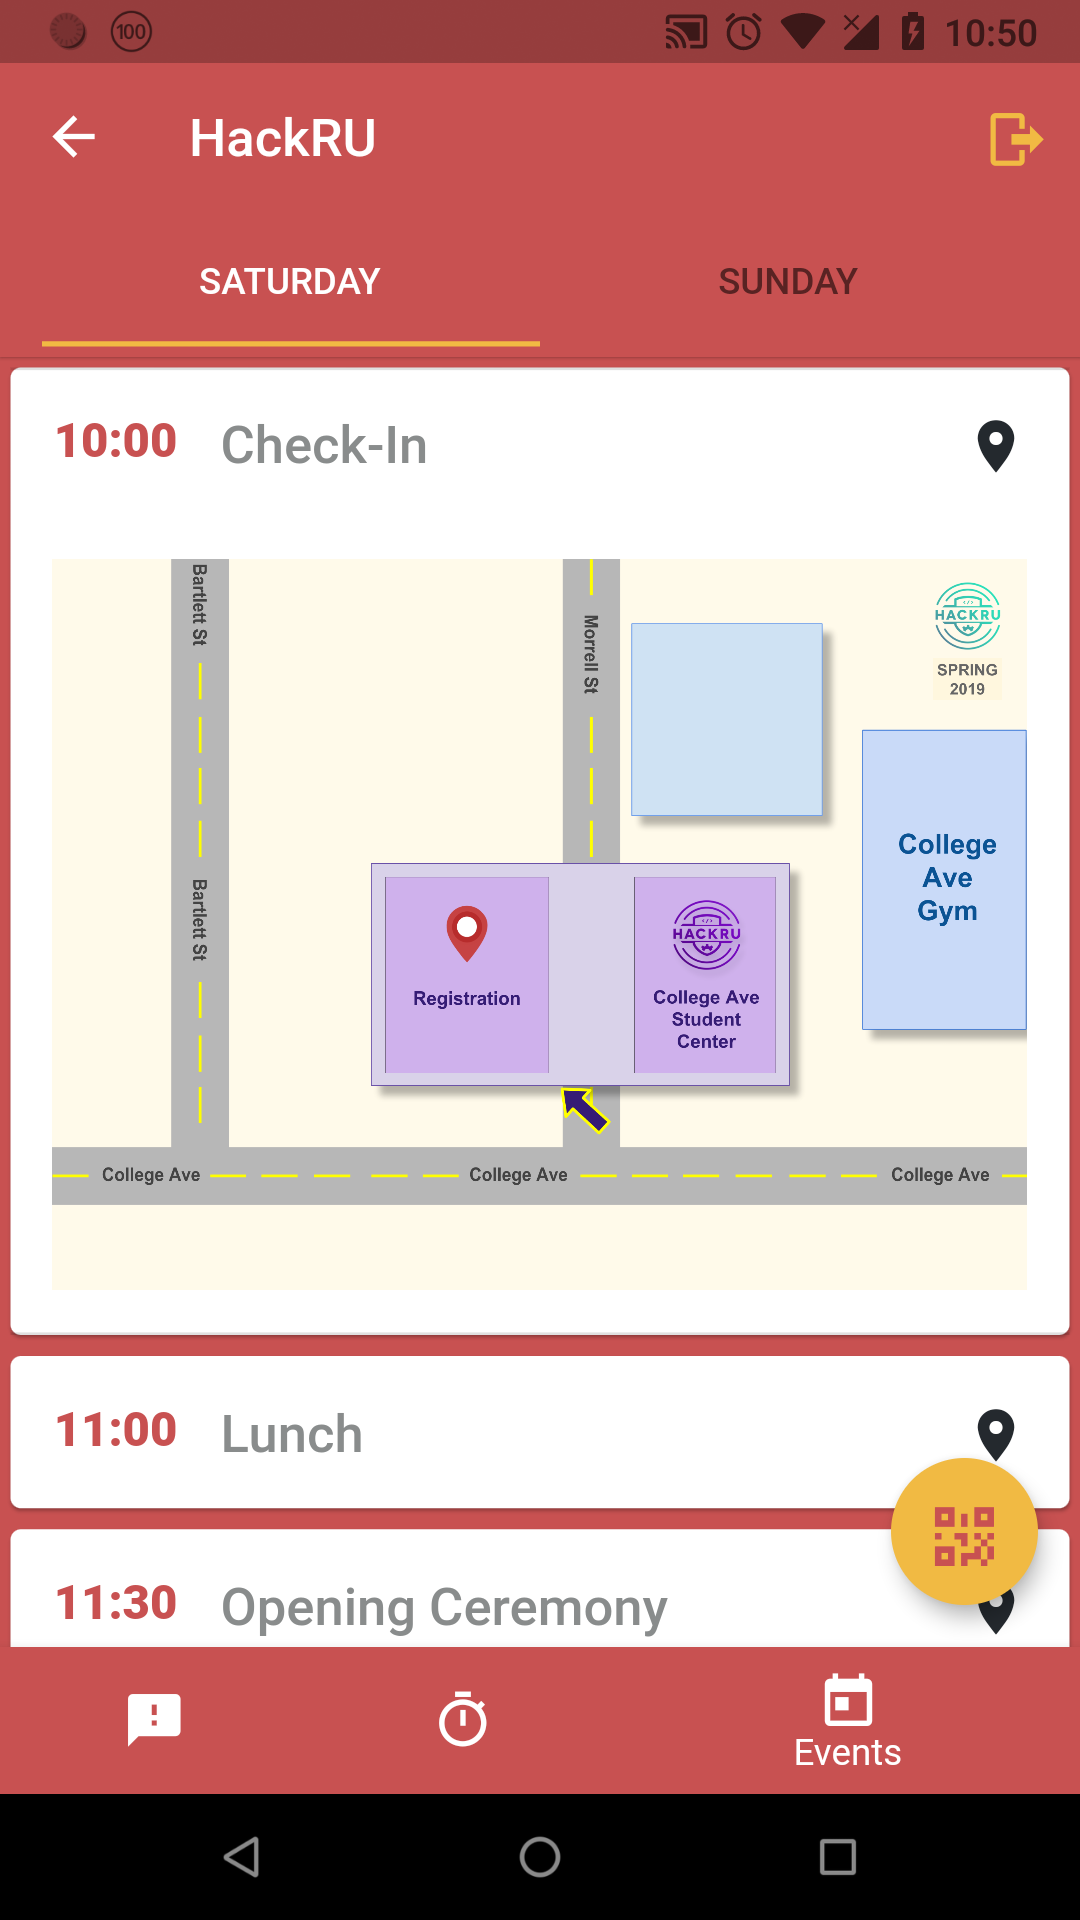 100
10:50
HackRU
SATURDAY
SUNDAY
10:00 Check-In
Bartlett St
Morrell St
HACKRU
SPRING
2019
College
Ave
Gym
Bartlett St
HACKRU
Registration
College Ave
Student
Center
College Ave
College Ave
College Ave
11:00 Lunch
11:30 Opening Ceremony
Events